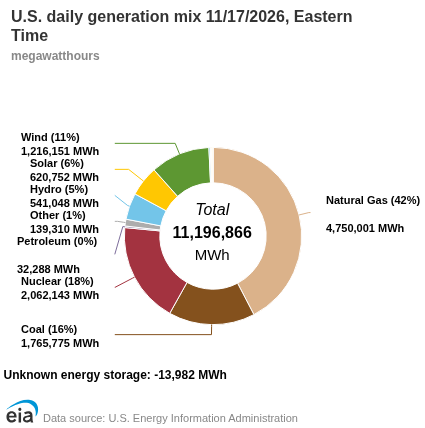 U.S. daily generation mix 11/17/2026, Eastern
Time
megawatthours
Wind (11%)
1,216,151 MWh
Solar (6%)
620,752 MWh
Hydro (5%)
541,048 MWh
Other (1%)
139,310 MWh
Petroleum (0%)
32,288 MWh
Nuclear (18%)
2,062,143 MWh
Coal (16%)
1,765,775 MWh
Total
11,196,866
MWh
Natural Gas (42%)
4,750,001 MWh
Unknown energy storage: -13,982 MWh
eia
Data source: U.S. Energy Information Administration